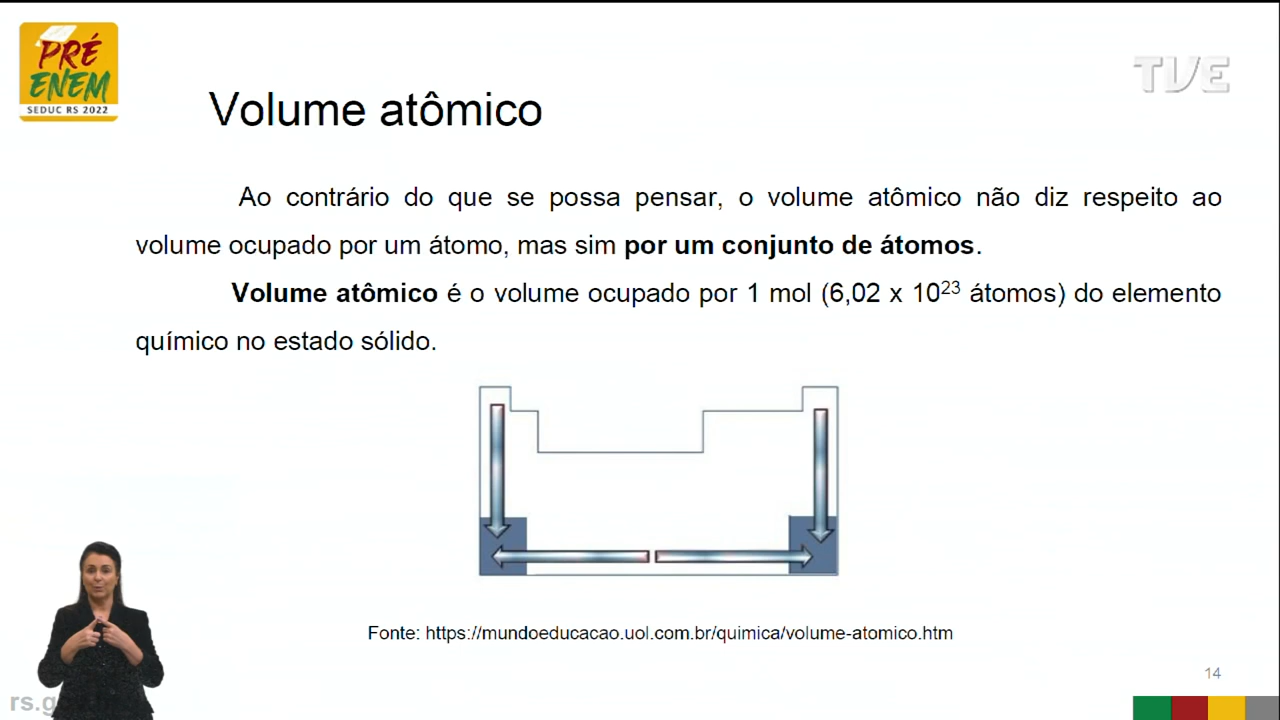 PRÉ
ENEM
SEDUC RS 2022
TVE
Volume atômico
Ao contrário do que se possa pensar, o volume atômico não diz respeito ao
volume ocupado por um átomo, mas sim por um conjunto de átomos.
Volume atômico é o volume ocupado por 1 mol (6,02 x 10²³ átomos) do elemento
químico no estado sólido.
Fonte: https://mundoeducacao.uol.com.br/quimica/volume-atomico.htm
14